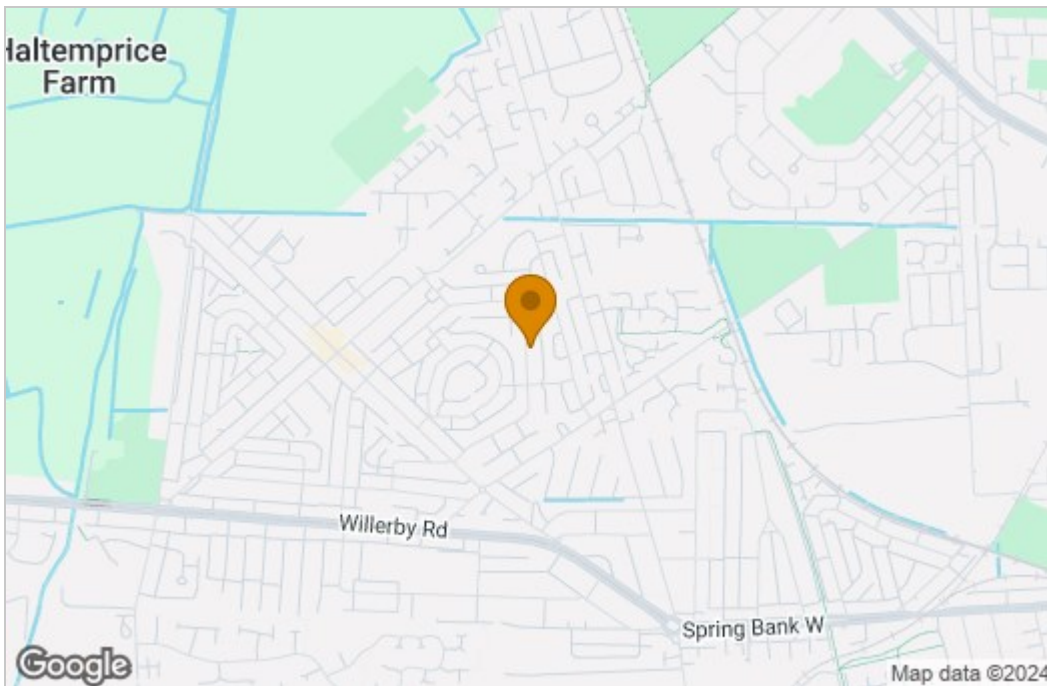 Haltemprice
Farm
Willerby Rd
Spring Bank W
Google
Map data ©2024